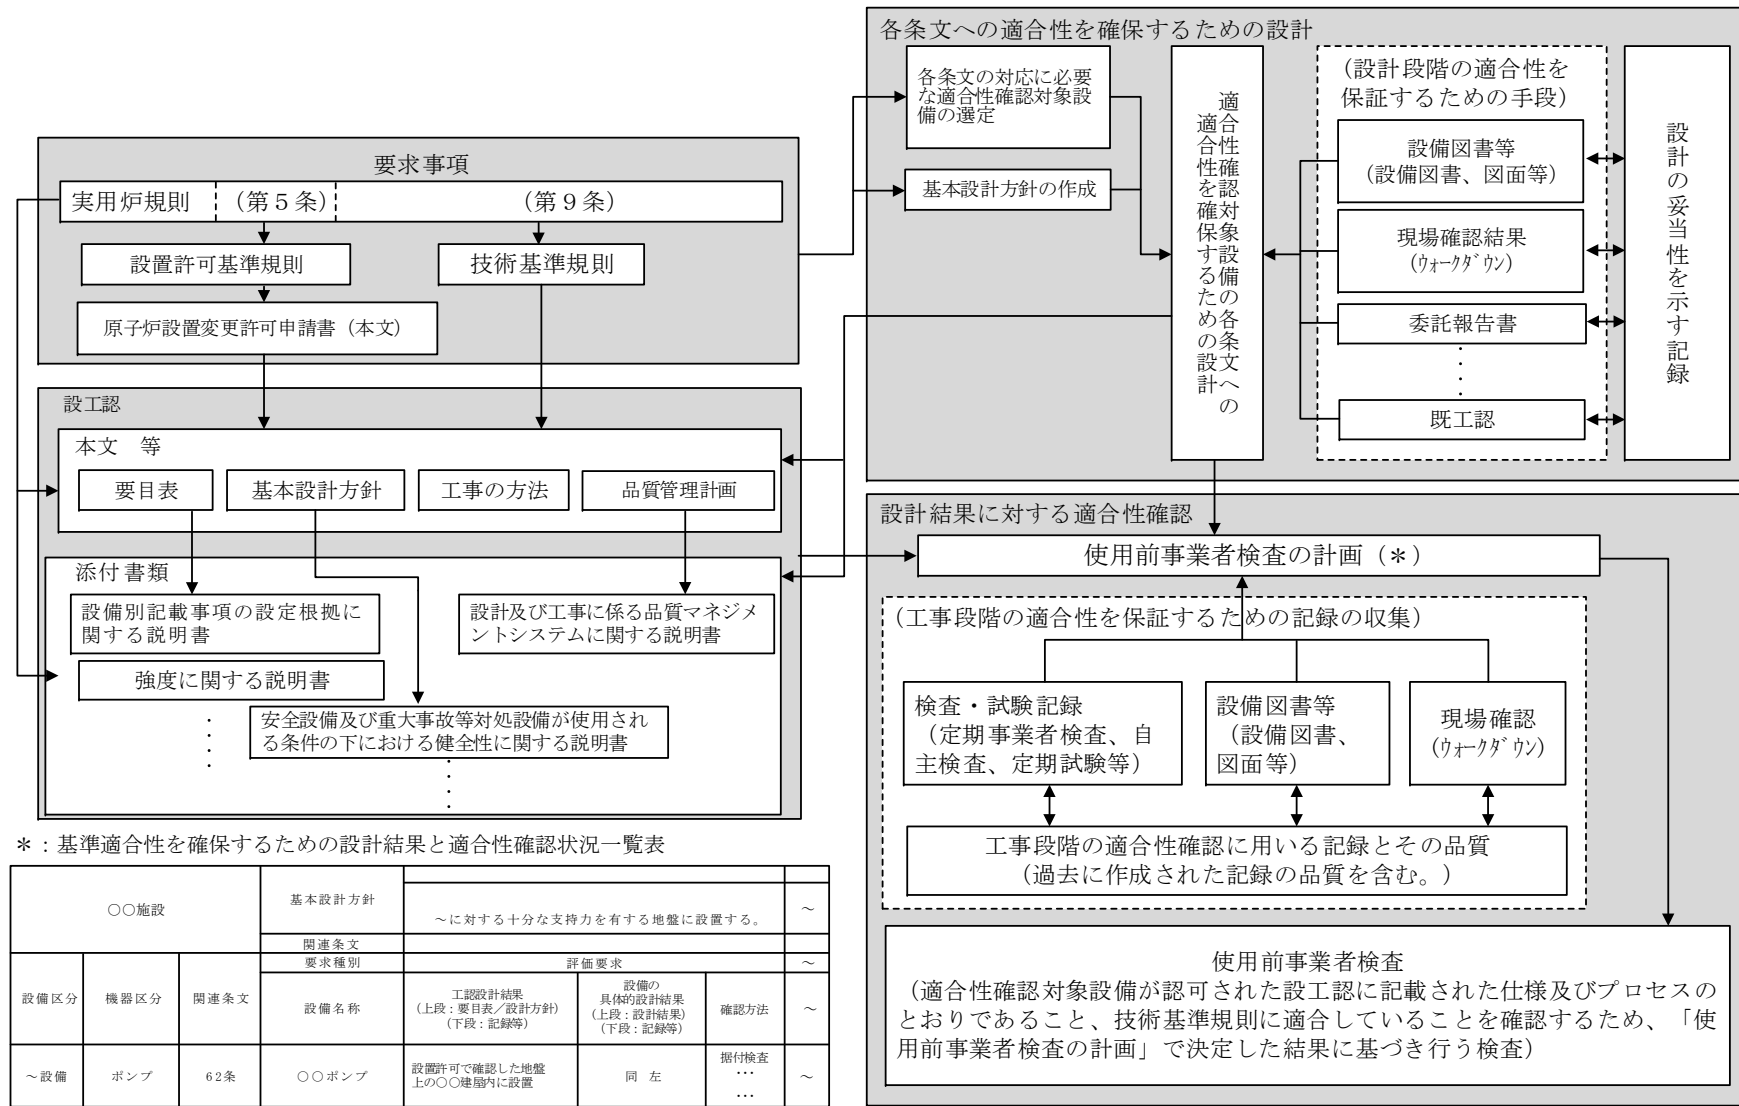 要求事項
実用炉規則
(第５条)
(第９条)
設置許可基準規則
技術基準規則
原子炉設置変更許可申請書（本文）
設工認
本文　等
要目表
基本設計方針
工事の方法
品質管理計画
添付書類
設備別記載事項の設定根拠に
関する説明書
設計及び工事に係る品質マネジメ
ントシステムに関する説明書
強度に関する説明書
安全設備及び重大事故等対処設備が使用され
る条件の下における健全性に関する説明書
各条文への適合性を確保するための設計
各条文の対応に必要
な適合性確認対象設
備の選定
基本設計方針の作成
適合性確認対象設備の各条文への
適合性を確保するための設計
（設計段階の適合性を
保証するための手段）
設備図書等
（設備図書、図面等）
現場確認結果
（ｳｫｰｸﾀﾞｳﾝ）
委託報告書
既工認
設計の妥当性を示す記録
設計結果に対する適合性確認
使用前事業者検査の計画（＊）
（工事段階の適合性を保証するための記録の収集）
検査・試験記録
（定期事業者検査、自
主検査、定期試験等）
設備図書等
（設備図書、
図面等）
現場確認
（ｳｫｰｸﾀﾞｳﾝ）
工事段階の適合性確認に用いる記録とその品質
（過去に作成された記録の品質を含む。）
使用前事業者検査
（適合性確認対象設備が認可された設工認に記載された仕様及びプロセスの
とおりであること、技術基準規則に適合していることを確認するため、「使
用前事業者検査の計画」で決定した結果に基づき行う検査）
＊：基準適合性を確保するための設計結果と適合性確認状況一覧表
○○施設
基本設計方針
～に対する十分な支持力を有する地盤に設置する。
～
関連条文
要求種別
評価要求
～
設備区分
機器区分
関連条文
設備名称
工認設計結果
（上段：要目表／設計方針）
（下段：記録等）
設備の
具体的設計結果
（上段：設計結果）
（下段：記録等）
確認方法
～
～設備
ポンプ
62条
○○ポンプ
設置許可で確認した地盤
上の○○建屋内に設置
同　左
据付検査
…
…
～